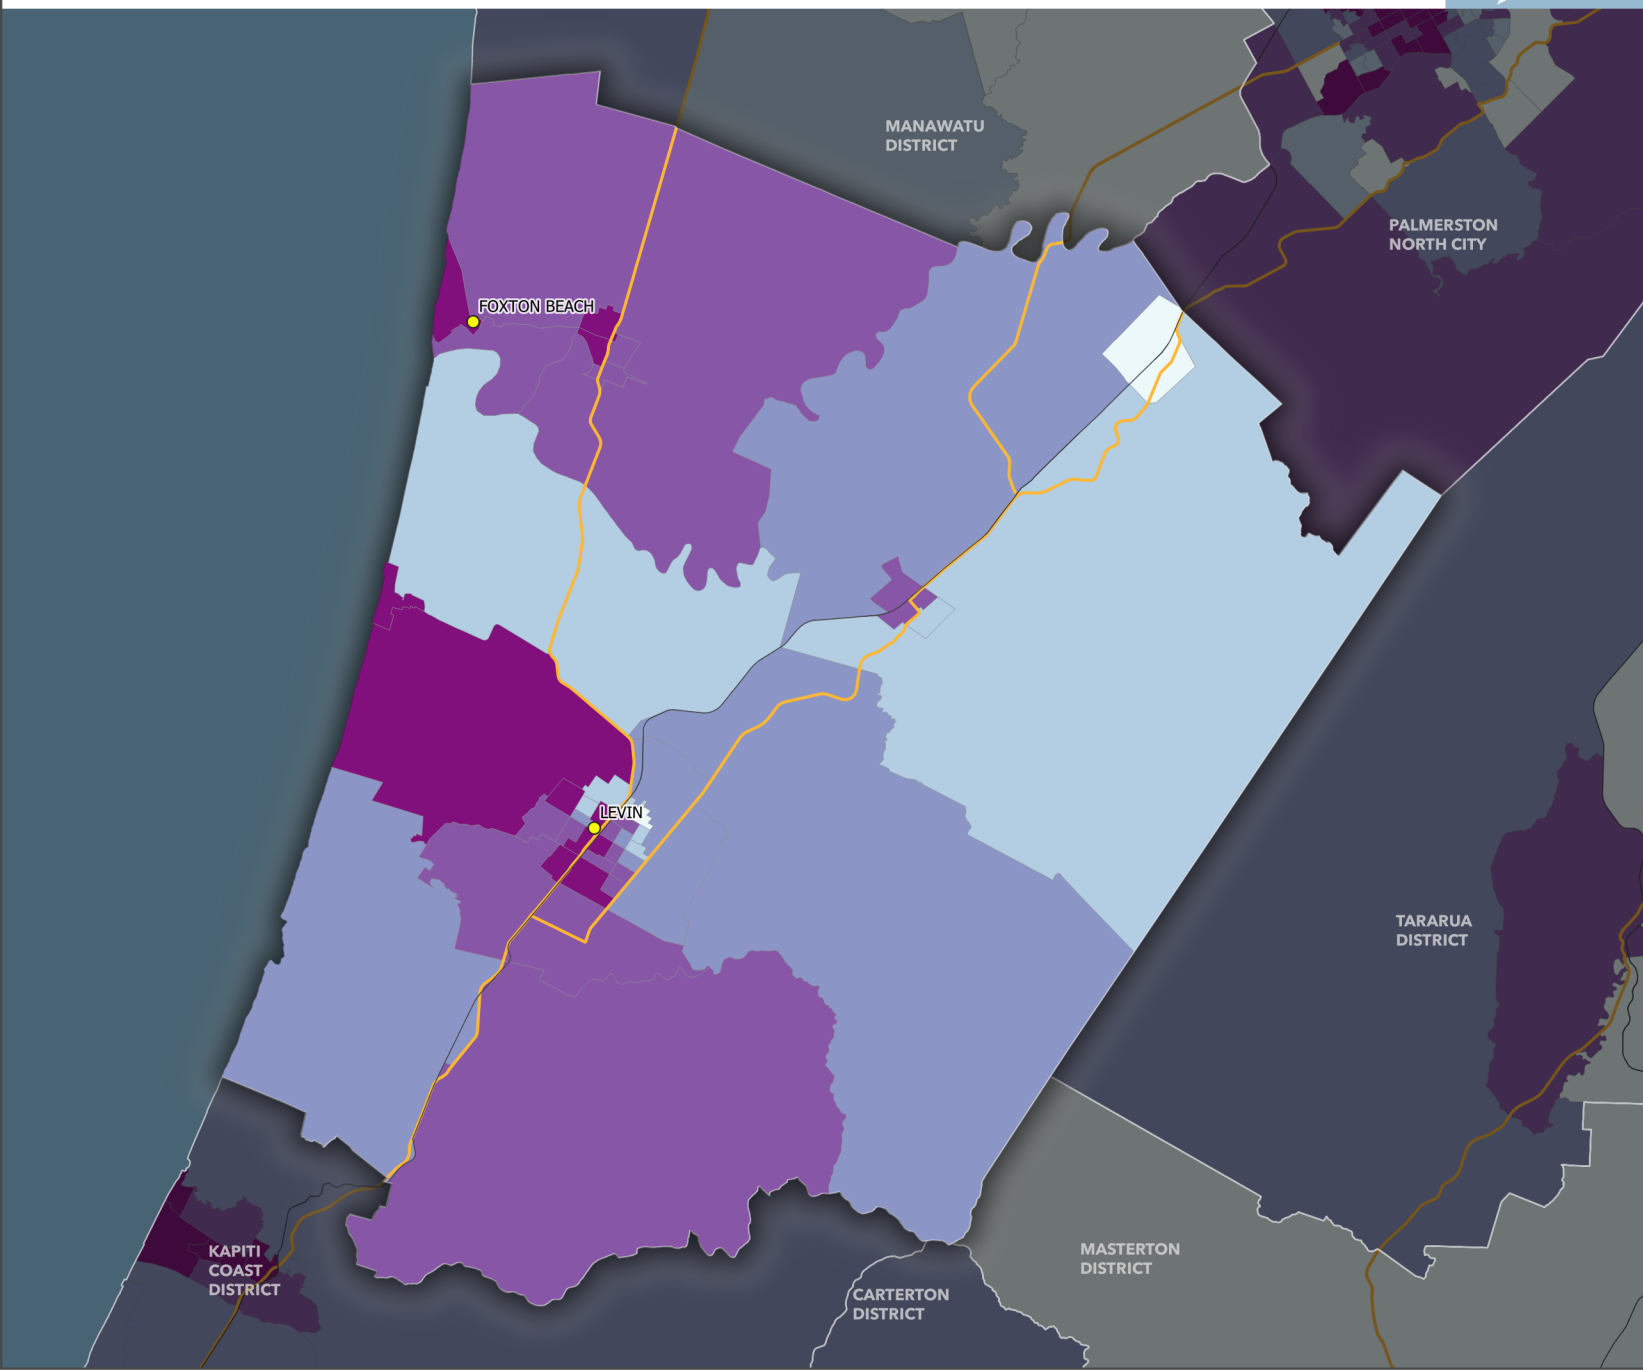 MANAWATU
DISTRICT
PALMERSTON
NORTH CITY
FOXTON BEACH
LEVIN
TARARUA
DISTRICT
KAPITI
COAST
DISTRICT
MASTERTON
DISTRICT
CARTERTON
DISTRICT